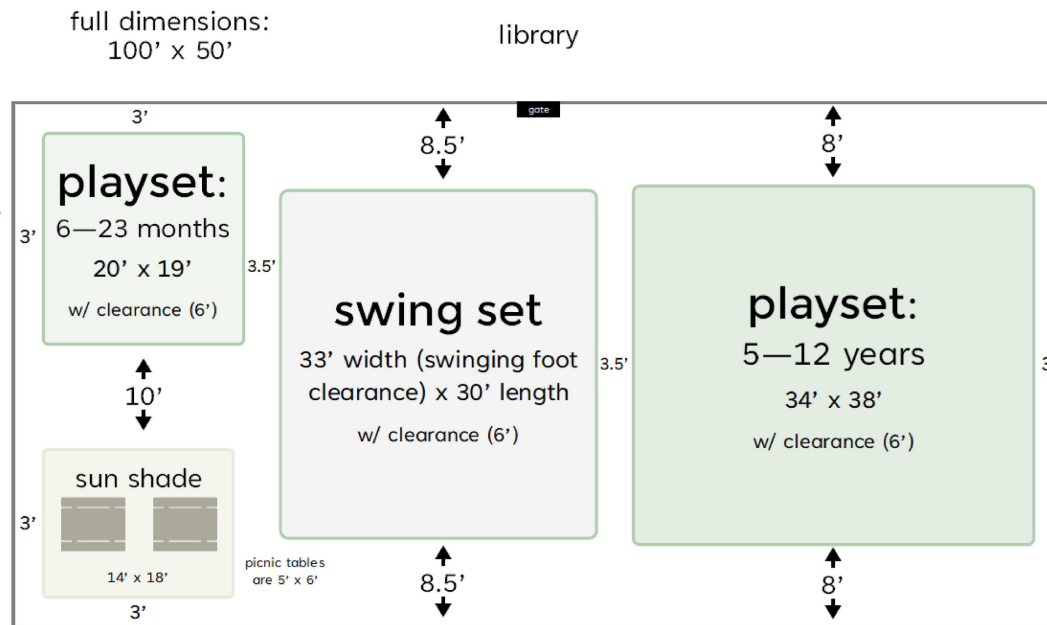 full dimensions:
100’ x 50’
library
gate
3’
8.5’
8’
playset:
6—23 months
20’ x 19’
w/ clearance (6’)
3’
3.5’
10’
swing set
33’ width (swinging foot
clearance) x 30’ length
w/ clearance (6’)
3.5’
playset:
5—12 years
34’ x 38’
w/ clearance (6’)
sun shade
3’
14’ x 18’
picnic tables
are 5’ x 6’
3’
8.5’
8’